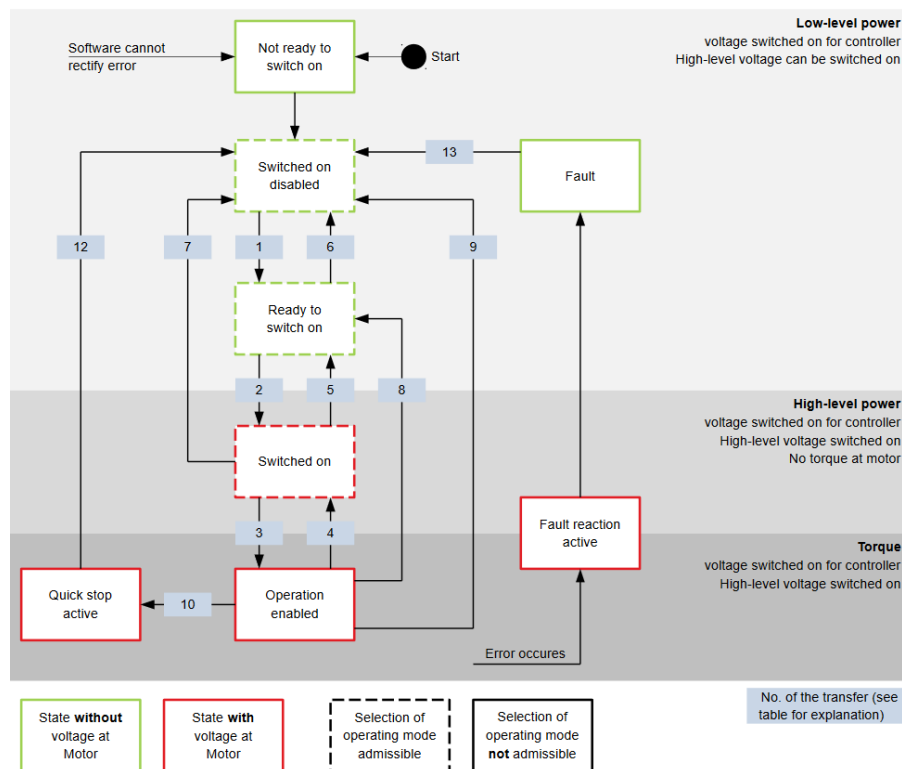 Low-level power
voltage switched on for controller
High-level voltage can be switched on
Software cannot
rectify error
Not ready to
switch on
Start
13
Switched on
disabled
Fault
12
7
1
6
9
Ready to
switch on
2
5
8
High-level power
voltage switched on for controller
High-level voltage switched on
No torque at motor
Switched on
Fault reaction
active
3
4
Torque
voltage switched on for controller
High-level voltage switched on
Quick stop
active
10
Operation
enabled
Error occures
State without
voltage at
Motor
State with
voltage at
Motor
Selection of
operating mode
admissible
Selection of
operating mode
not admissible
No. of the transfer (see
table for explanation)